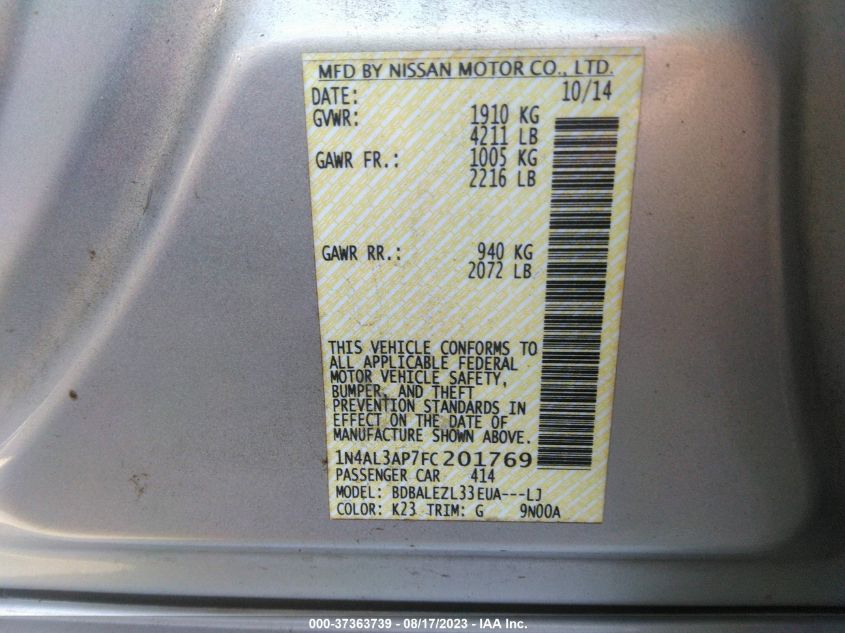 MFD BY NISSAN MOTOR CO., LTD.
DATE: 10/14
GVWR: 1910 KG
4211 LB
GAWR FR.: 1005 KG
2216 LB
GAWR RR.: 940 KG
2072 LB
THIS VEHICLE CONFORMS TO
ALL APPLICABLE FEDERAL
MOTOR VEHICLE SAFETY,
BUMPER, AND THEFT
PREVENTION STANDARDS IN
EFFECT ON THE DATE OF
MANUFACTURE SHOWN ABOVE.
1N4AL3AP7FC201769
PASSENGER CAR 414
MODEL: BDBALEZL33EUA---LJ
COLOR: K23 TRIM: G 9N00A
000-37363739 - 08/17/2023 - IAAI.com